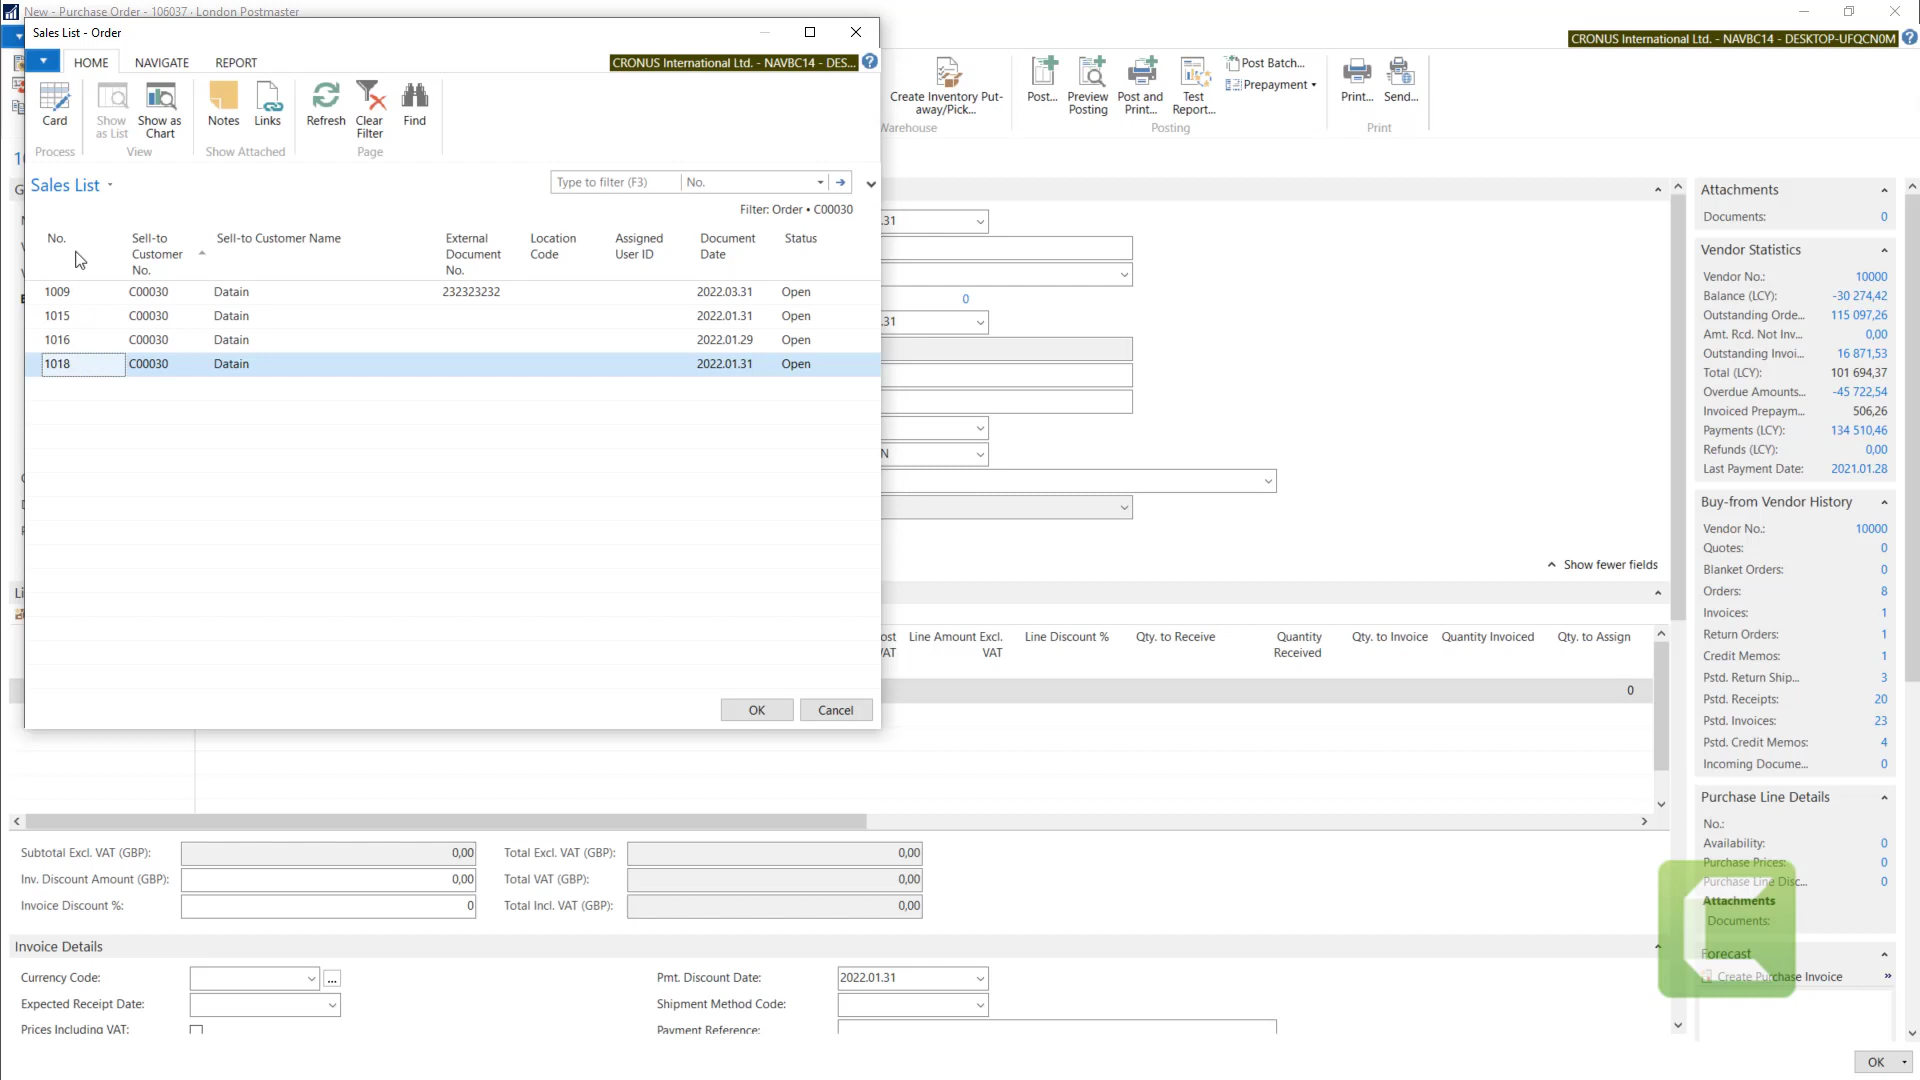 New - Purchase Order - 106037 · London Postmaster
Sales List - Order
CRONUS International Ltd. - NAVBC14 - DESKTOP-UFQCN0M
HOME
NAVIGATE
REPORT
CRONUS International Ltd. - NAVBC14 - DES...
Card
Show as List
Show as Chart
Notes
Links
Refresh
Clear Filter
Find
Process
View
Show Attached
Page
Create Inventory Put-away/Pick...
Post...
Preview Posting
Post and Print...
Test Report...
Post Batch...
Prepayment
Print...
Send...
Posting
Print
Sales List
Type to filter (F3)
No.
Filter: Order • C00030
No.
Sell-to Customer No.
Sell-to Customer Name
External Document No.
Location Code
Assigned User ID
Document Date
Status
1009 C00030 Datain 232323232 2022.03.31 Open
1015 C00030 Datain 2022.01.31 Open
1016 C00030 Datain 2022.01.29 Open
1018 C00030 Datain 2022.01.31 Open
OK
Cancel
.31
0
.31
N
Show fewer fields
Line Amount Excl. VAT
Line Discount %
Qty. to Receive
Quantity Received
Qty. to Invoice
Quantity Invoiced
Qty. to Assign
0
Subtotal Excl. VAT (GBP): 0,00
Total Excl. VAT (GBP): 0,00
Inv. Discount Amount (GBP): 0,00
Total VAT (GBP): 0,00
Invoice Discount %: 0
Total Incl. VAT (GBP): 0,00
Invoice Details
Currency Code:
...
Pmt. Discount Date: 2022.01.31
Expected Receipt Date:
Shipment Method Code:
Prices Including VAT:
Payment Reference:
Attachments
Documents: 0
Vendor Statistics
Vendor No.: 10000
Balance (LCY): -30 274,42
Outstanding Orde... 115 097,26
Amt. Rcd. Not Inv... 0,00
Outstanding Invoi... 16 871,53
Total (LCY): 101 694,37
Overdue Amounts... -45 722,54
Invoiced Prepaym... 506,26
Payments (LCY): 134 510,46
Refunds (LCY): 0,00
Last Payment Date: 2021.01.28
Buy-from Vendor History
Vendor No.: 10000
Quotes: 0
Blanket Orders: 0
Orders: 8
Invoices: 1
Return Orders: 1
Credit Memos: 1
Pstd. Return Ship... 3
Pstd. Receipts: 20
Pstd. Invoices: 23
Pstd. Credit Memos: 4
Incoming Docume... 0
Purchase Line Details
No.:
Availability: 0
Purchase Prices: 0
Purchase Line Disc... 0
Attachments
Documents:
Forecast
Create Purchase Invoice
OK